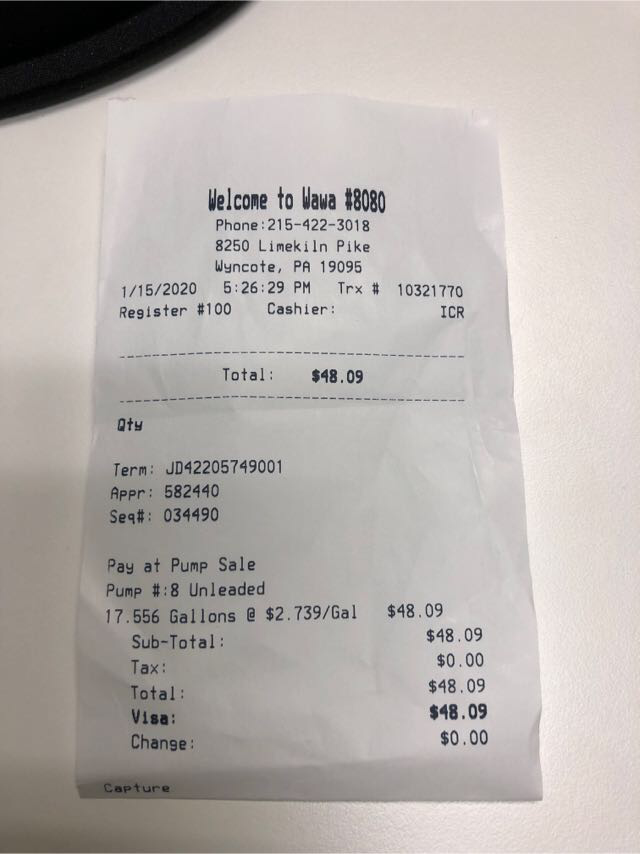 Welcome to Wawa #8080
Phone:215-422-3018
8250 Limekiln Pike
Wyncote, PA 19095
1/15/2020 5:26:29 PM Trx # 10321770
Register #100 Cashier: ICR
Total: $48.09
Qty
Term: JD42205749001
Appr: 582440
Seq#: 034490
Pay at Pump Sale
Pump #:8 Unleaded
17.556 Gallons @ $2.739/Gal $48.09
Sub-Total: $48.09
Tax: $0.00
Total: $48.09
Visa: $48.09
Change: $0.00
Capture